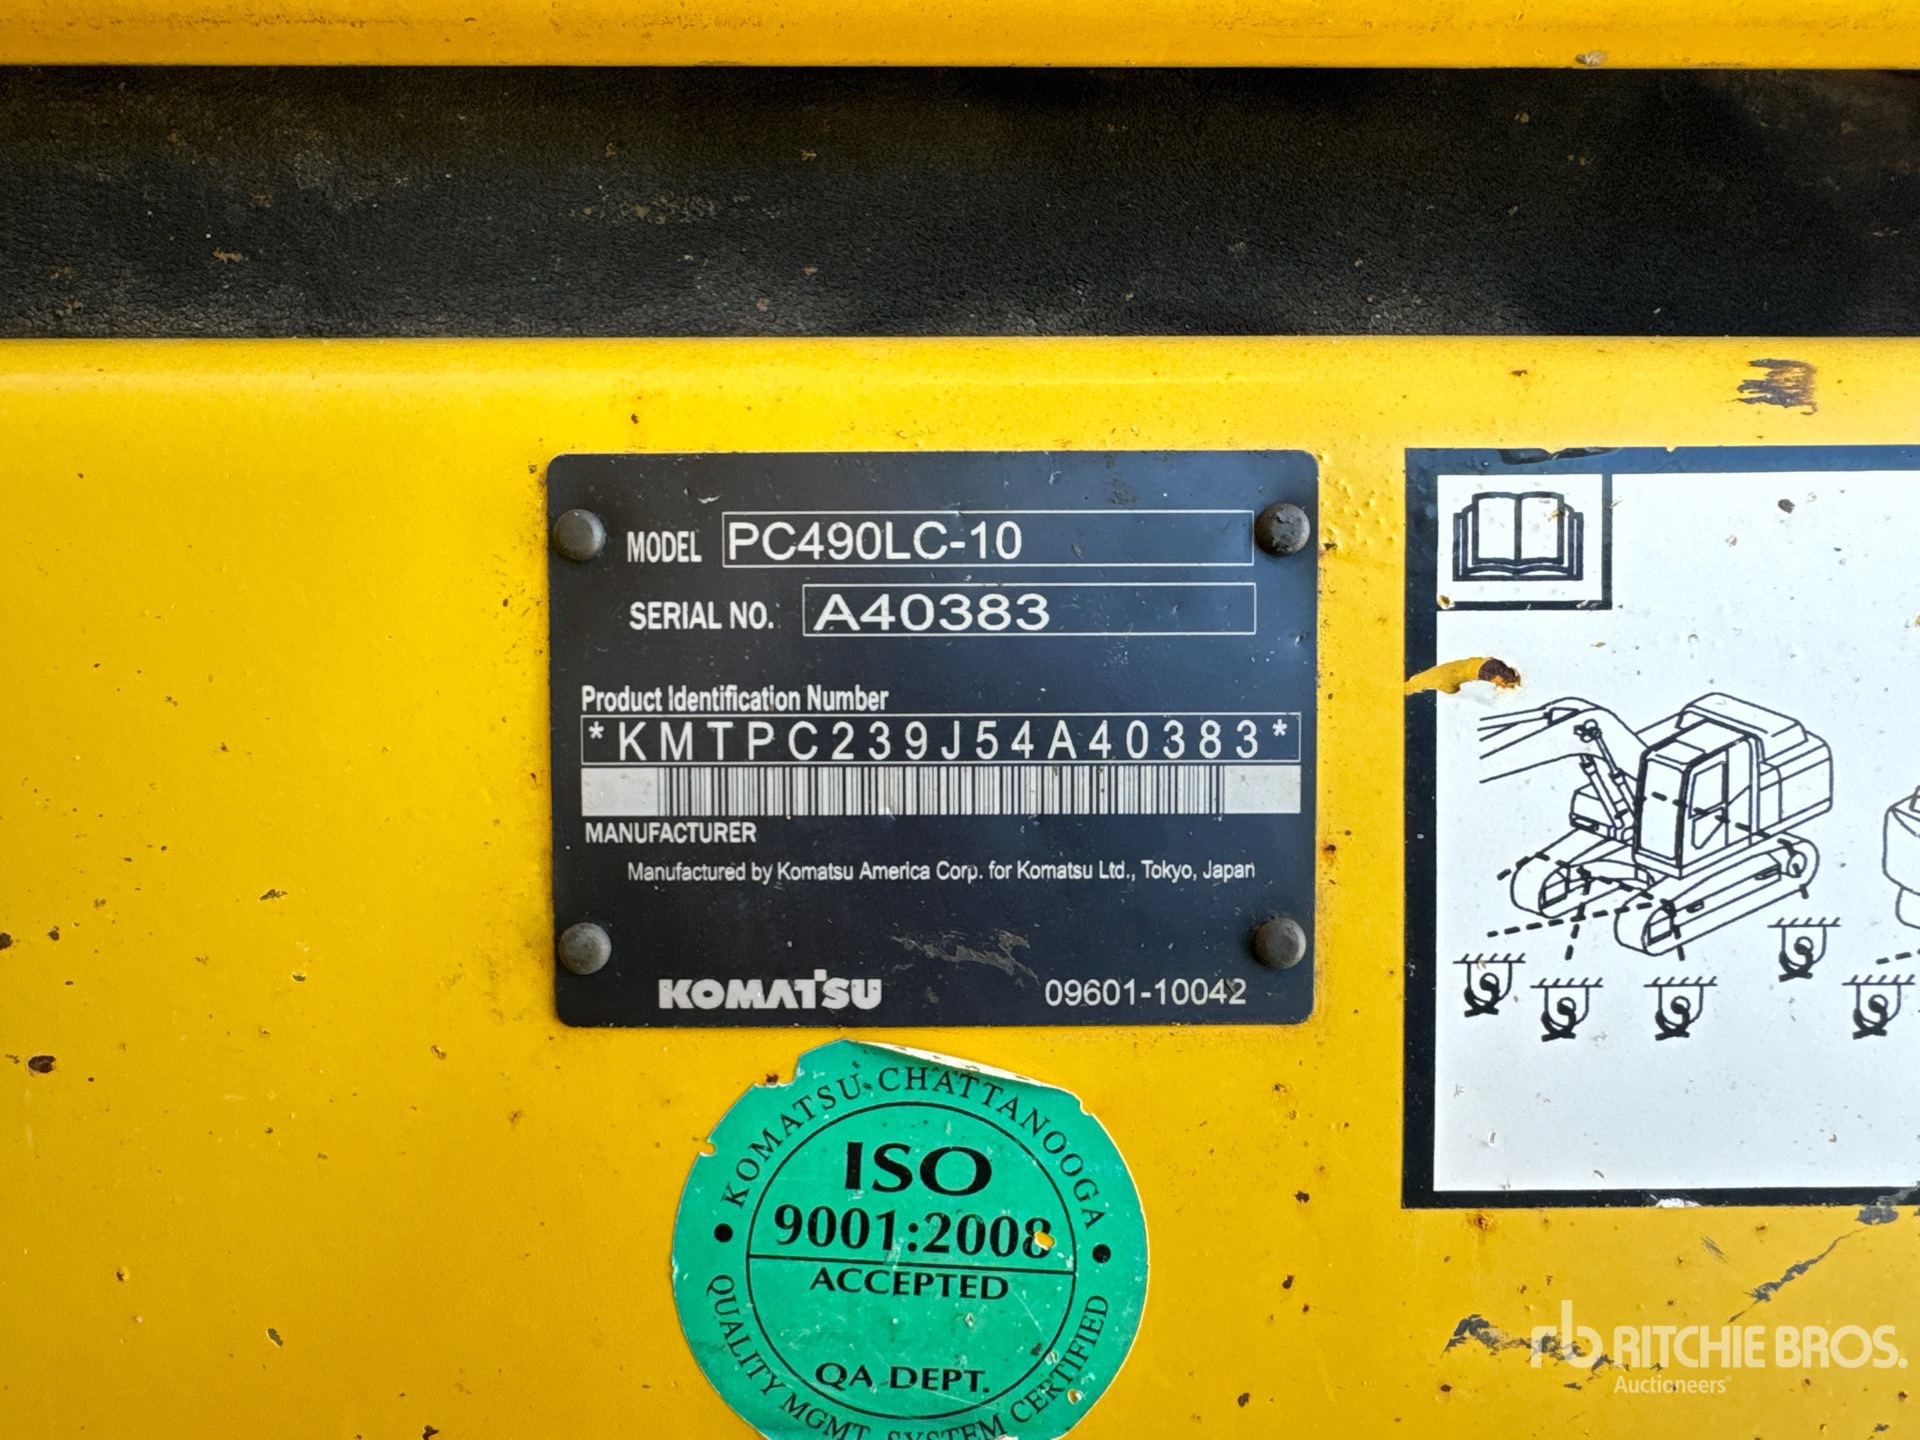 MODEL PC490LC-10
SERIAL NO. A40383
Product Identification Number
*KMTPC239J54A40383*
MANUFACTURER
Manufactured by Komatsu America Corp. for Komatsu Ltd., Tokyo, Japan
KOMATSU 09601-10042
• KOMATSU CHATTANOOGA •
ISO
9001:2008
ACCEPTED
QA DEPT.
QUALITY MGMT. SYSTEM CERTIFIED
rb RITCHIE BROS.
Auctioneers